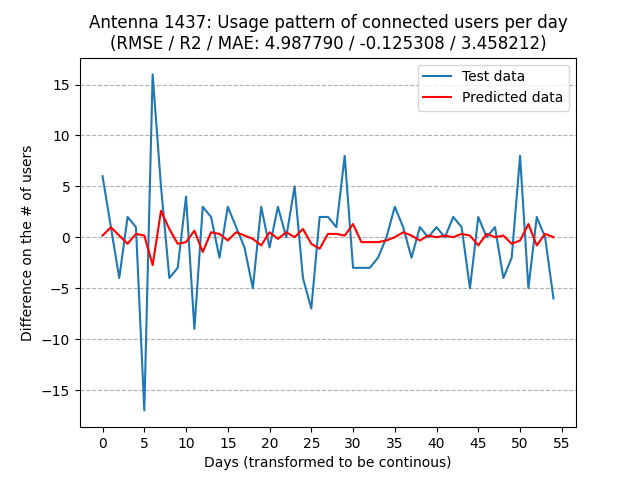 Antenna 1437: Usage pattern of connected users per day
(RMSE / R2 / MAE: 4.987790 / -0.125308 / 3.458212)
Test data
Predicted data
15
10
5
0
−5
−10
−15
Difference on the # of users
0 5 10 15 20 25 30 35 40 45 50 55
Days (transformed to be continous)